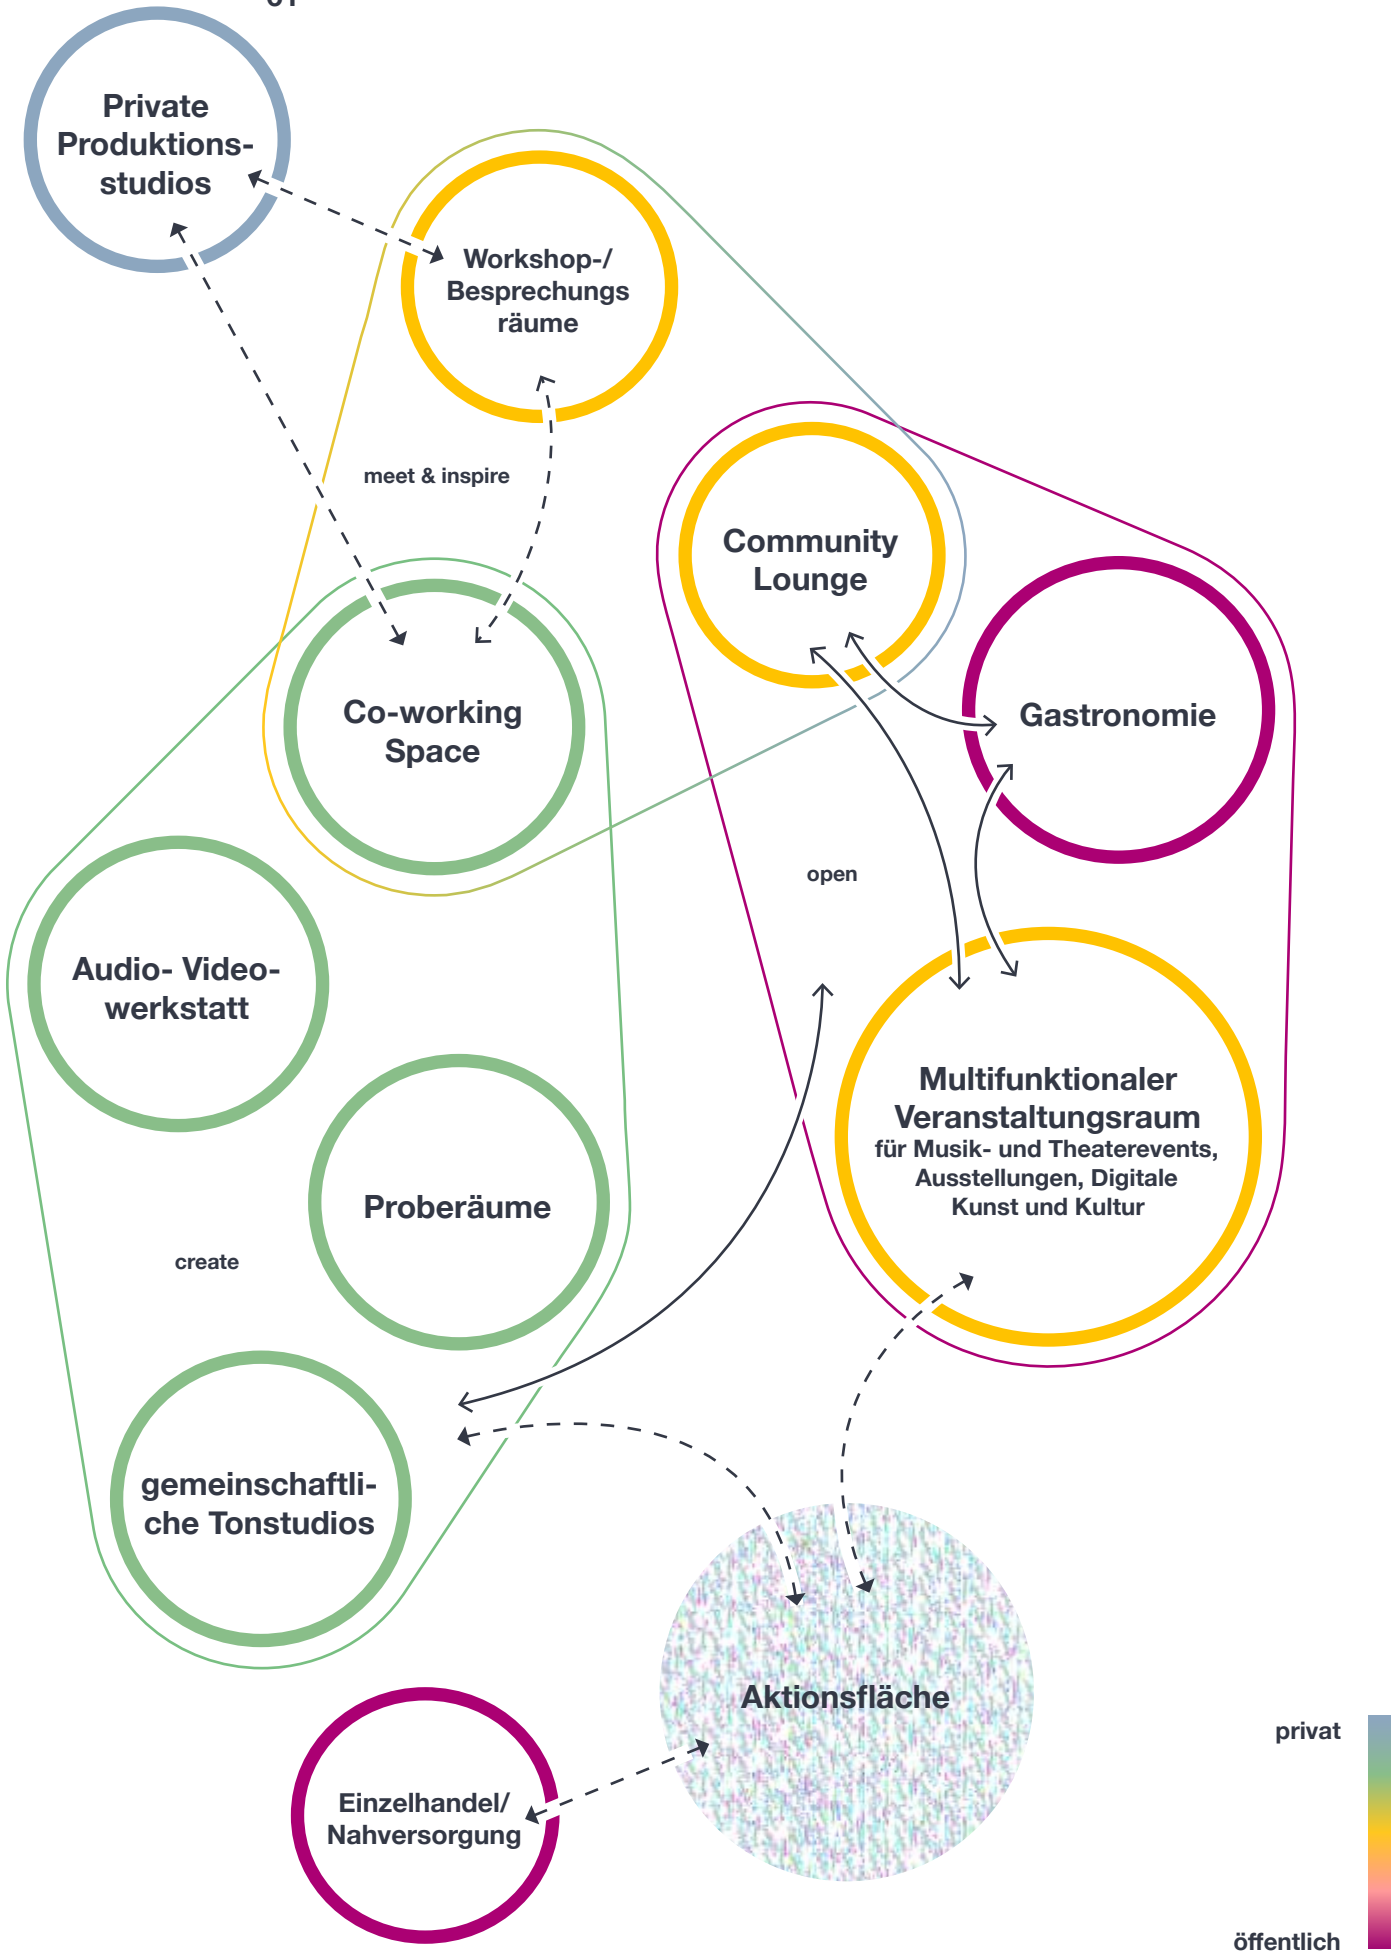 Private
Produktions-
studios
Workshop-/
Besprechungs
räume
meet & inspire
Community
Lounge
Co-working
Space
Gastronomie
open
Audio- Video-
werkstatt
Multifunktionaler
Veranstaltungsraum
für Musik- und Theaterevents,
Ausstellungen, Digitale
Kunst und Kultur
Proberäume
create
gemeinschaftli-
che Tonstudios
Aktionsfläche
Einzelhandel/
Nahversorgung
privat
öffentlich